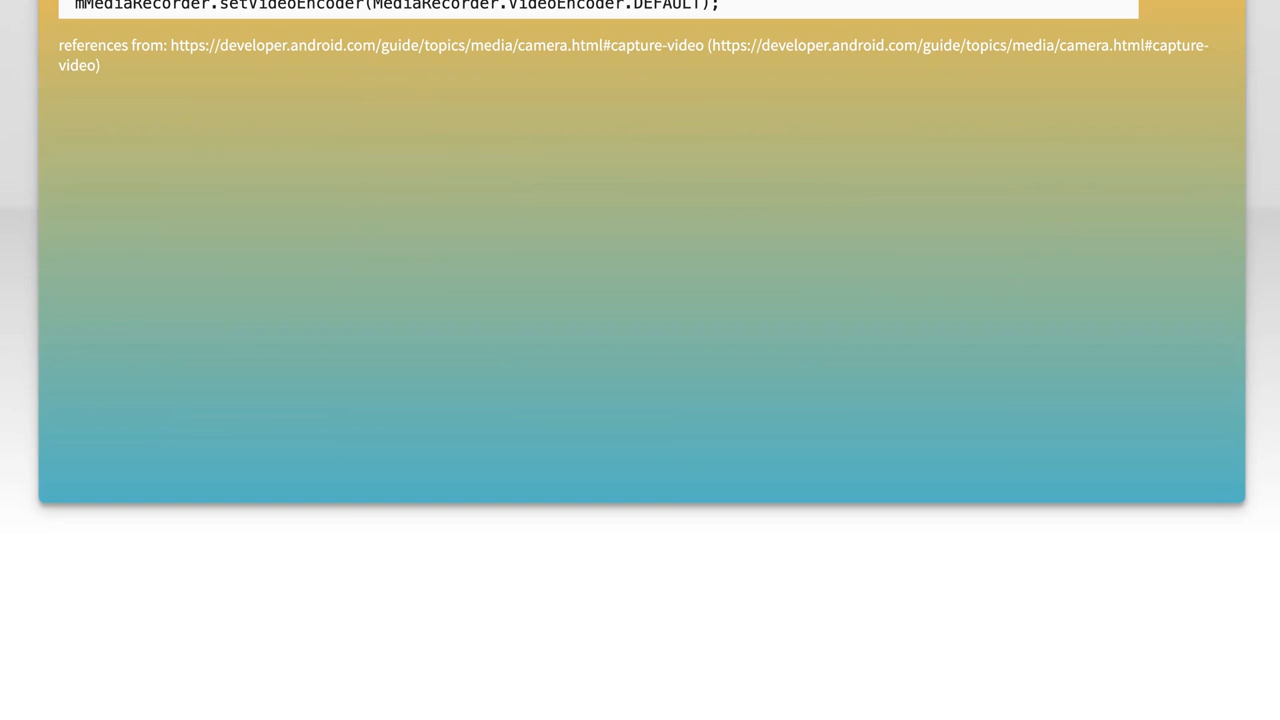 mMediaRecorder.setVideoEncoder(MediaRecorder.VideoEncoder.DEFAULT);
references from: https://developer.android.com/guide/topics/media/camera.html#capture-video (https://developer.android.com/guide/topics/media/camera.html#capture-
video)